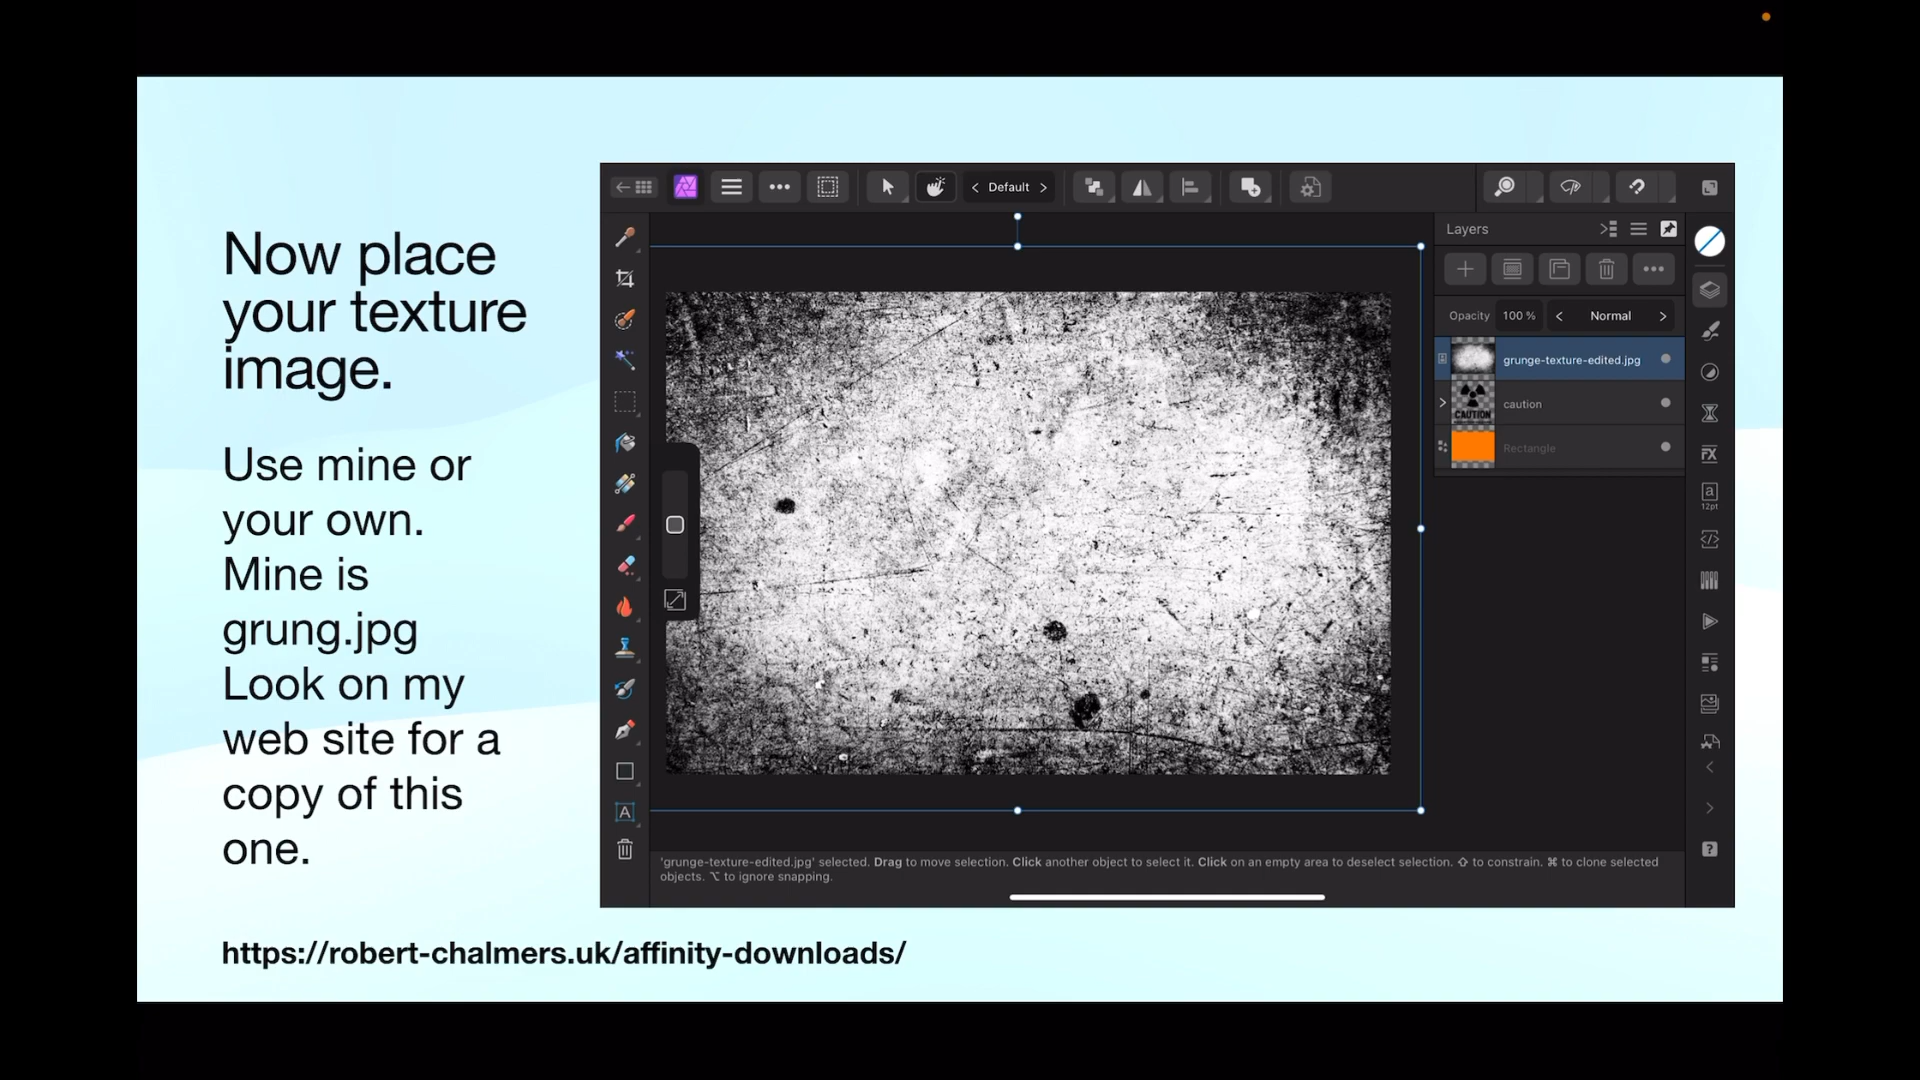 Now place
your texture
image.
Use mine or
your own.
Mine is
grung.jpg
Look on my
web site for a
copy of this
one.
https://robert-chalmers.uk/affinity-downloads/
Default
Layers
Opacity 100 % Normal
grunge-texture-edited.jpg
CAUTION
caution
Rectangle
FX
a
12pt
A
?
'grunge-texture-edited.jpg' selected. Drag to move selection. Click another object to select it. Click on an empty area to deselect selection. ⇧ to constrain. ⌘ to clone selected
objects. ⌥ to ignore snapping.